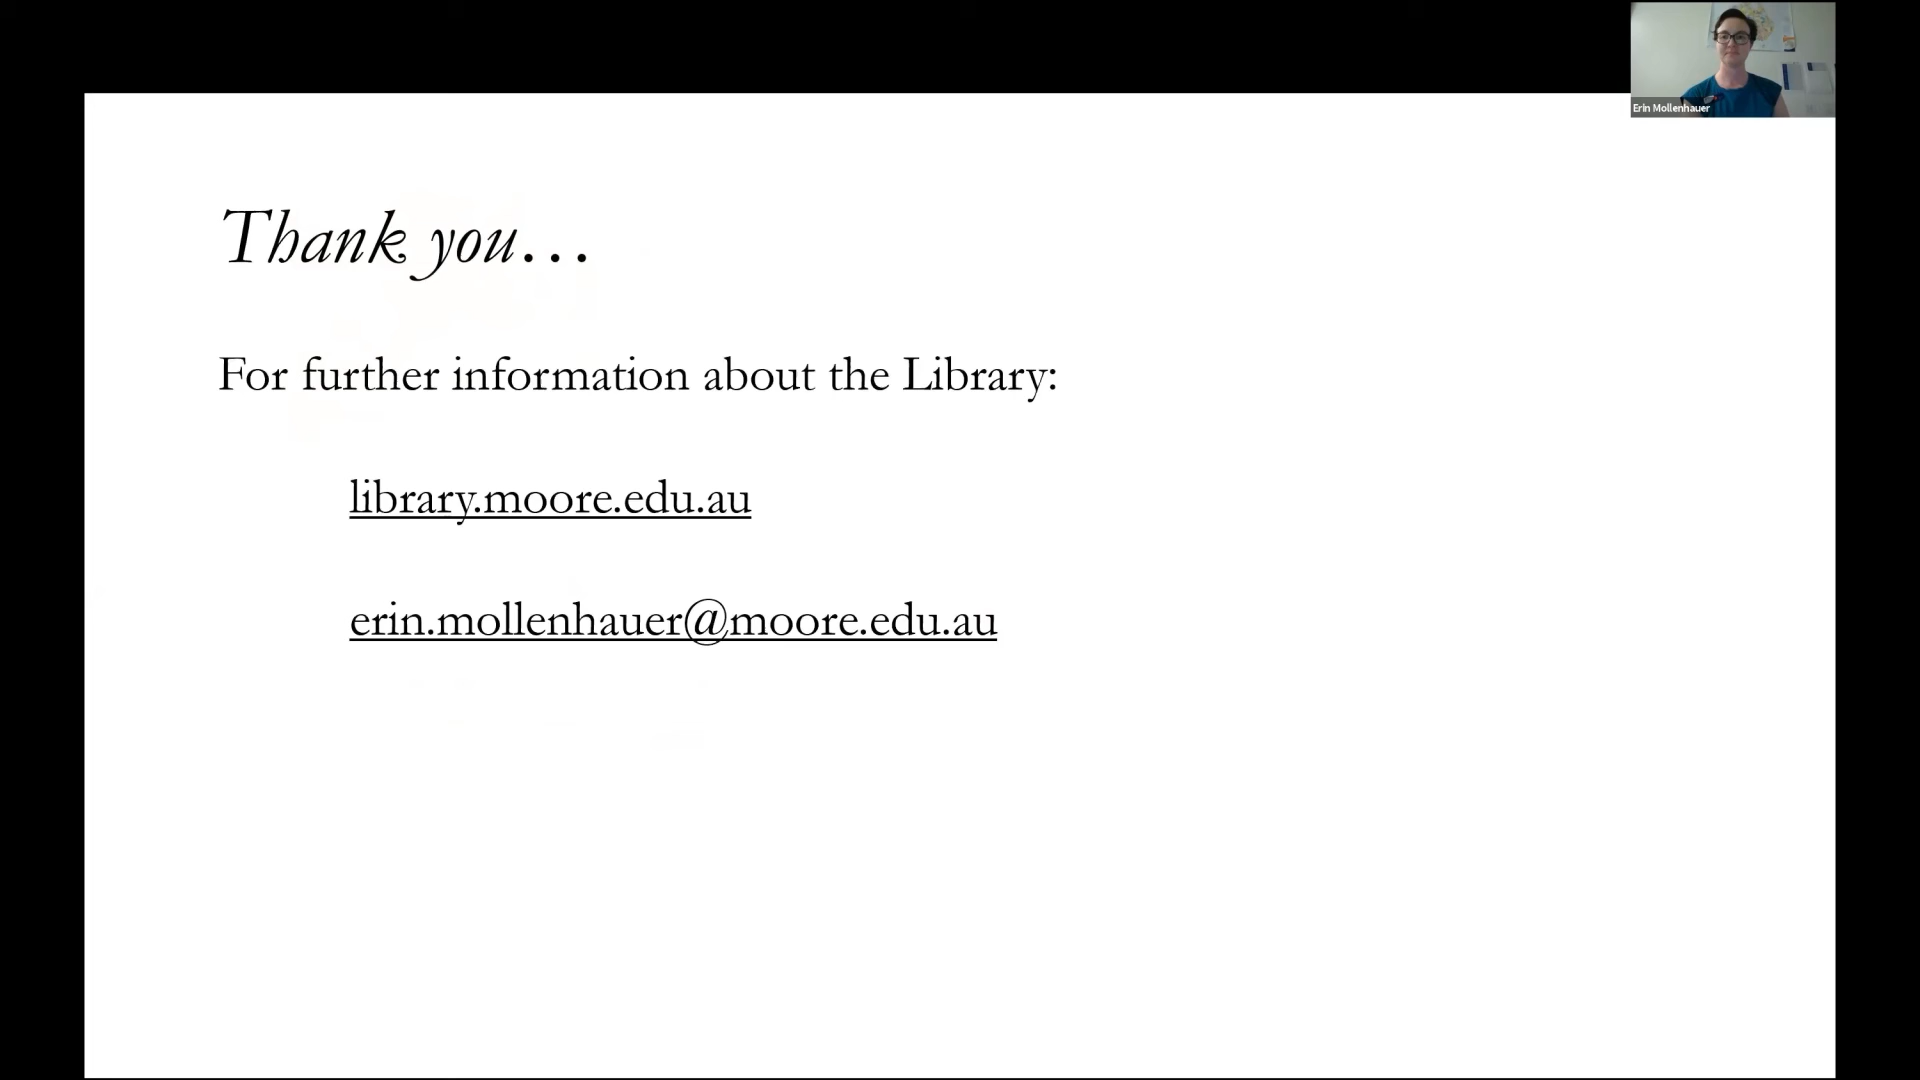 Erin Mollenhauer
Thank you…
For further information about the Library:
library.moore.edu.au
erin.mollenhauer@moore.edu.au